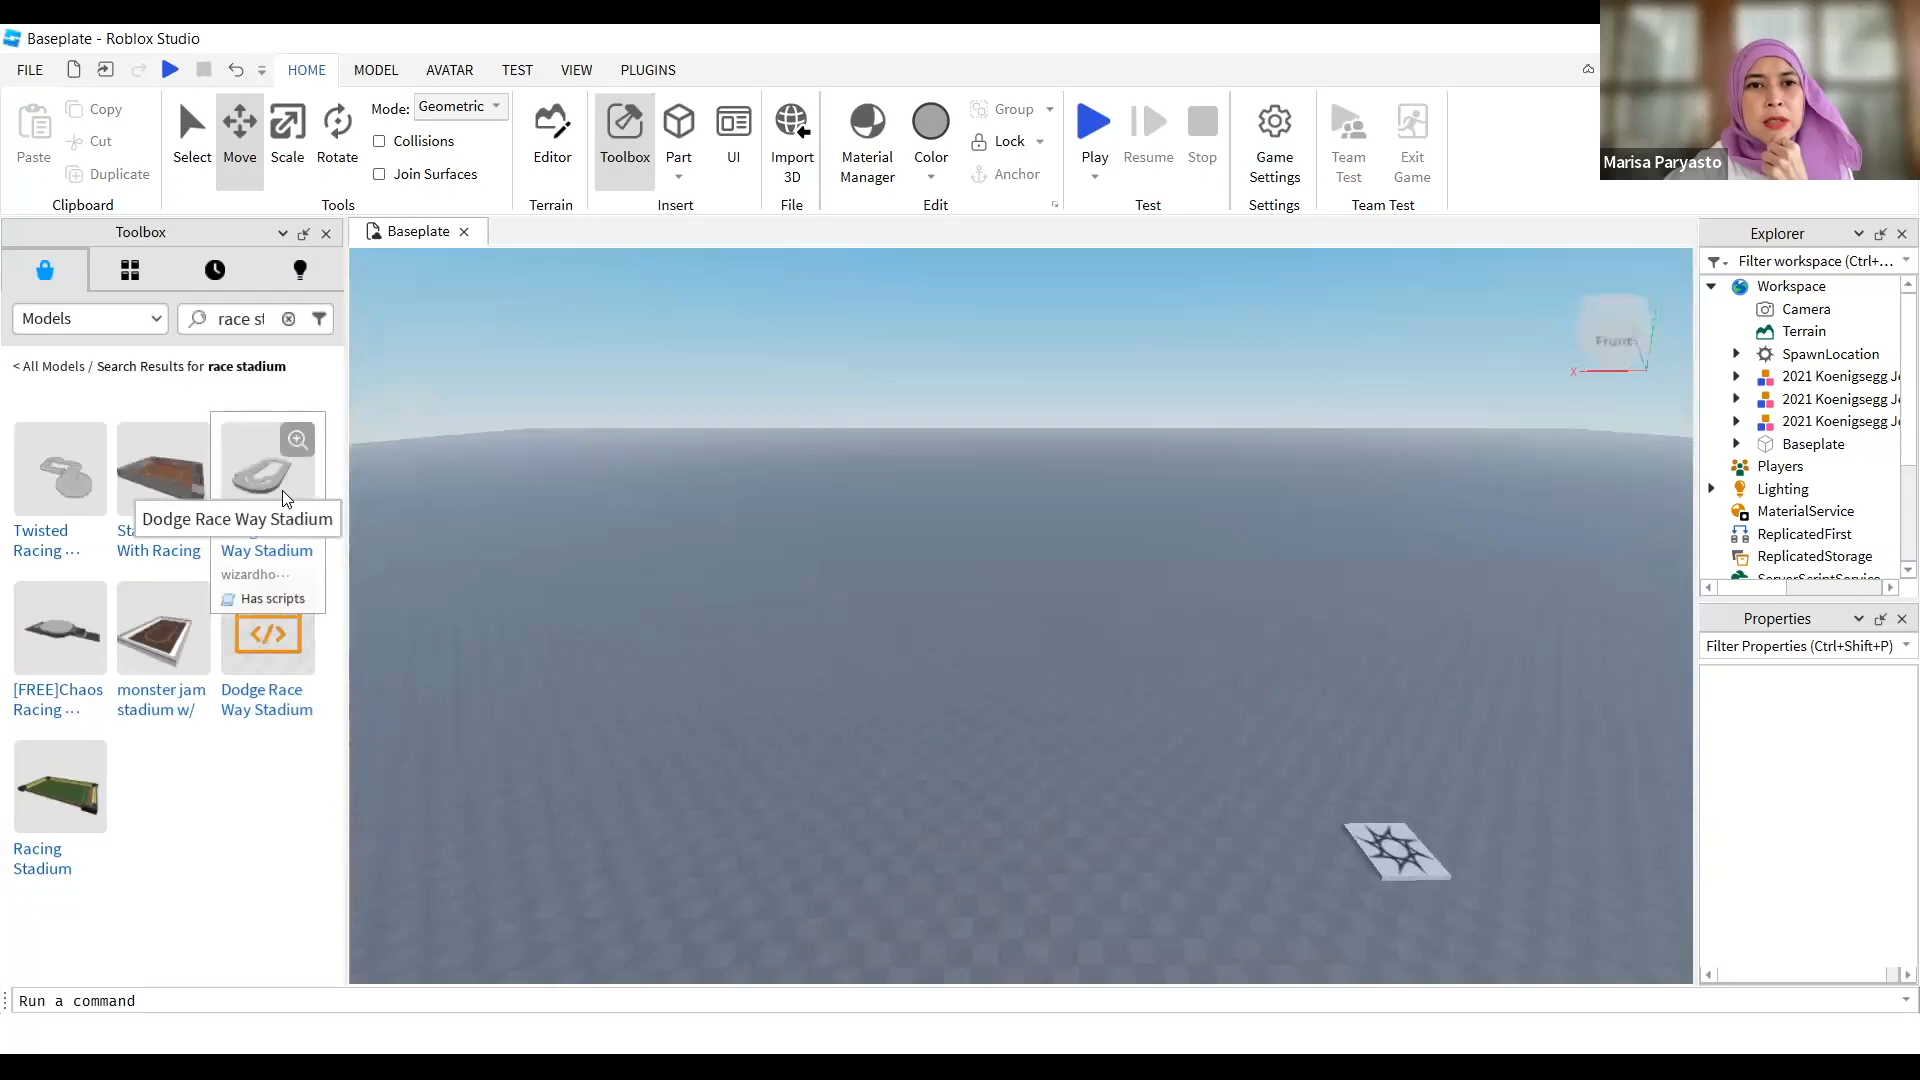 Baseplate - Roblox Studio
FILE
HOME
MODEL
AVATAR
TEST
VIEW
PLUGINS
Paste
Copy
Cut
Duplicate
Clipboard
Select
Move
Scale
Rotate
Mode: Geometric
Collisions
Join Surfaces
Tools
Editor
Terrain
Toolbox
Part
UI
Insert
Import
3D
File
Material
Manager
Color
Group
Lock
Anchor
Edit
Play
Resume
Stop
Test
Game
Settings
Settings
Team
Test
Exit
Game
Team Test
Marisa Paryasto
Toolbox
Models
race st
< All Models / Search Results for race stadium
Twisted
Racing ...
Sta
With Racing
Dodge Race Way Stadium
Way Stadium
wizardho...
Has scripts
[FREE]Chaos
Racing ...
monster jam
stadium w/
Dodge Race
Way Stadium
Racing
Stadium
Baseplate
Front
X
Explorer
Filter workspace (Ctrl+...
Workspace
Camera
Terrain
SpawnLocation
2021 Koenigsegg Je
2021 Koenigsegg Je
2021 Koenigsegg Je
Baseplate
Players
Lighting
MaterialService
ReplicatedFirst
ReplicatedStorage
ServerScriptService
Properties
Filter Properties (Ctrl+Shift+P)
Run a command